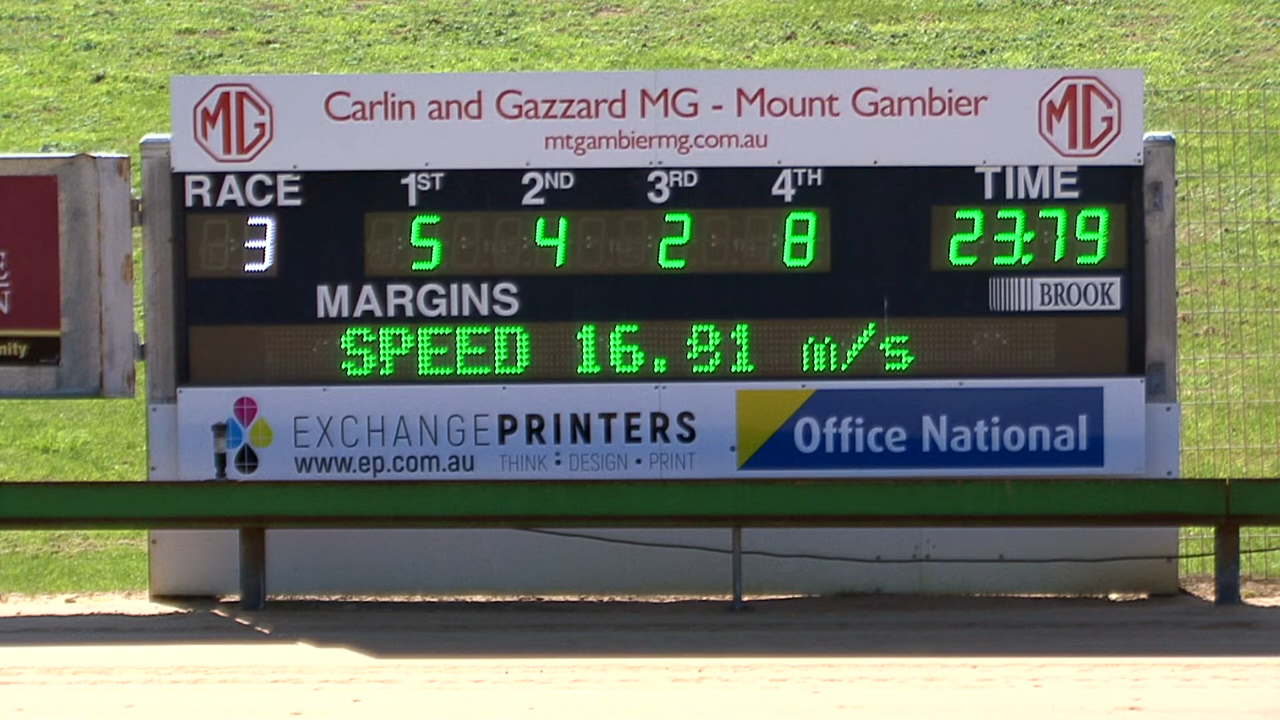 MG Carlin and Gazzard MG - Mount Gambier MG
mtgambiermg.com.au
RACE 1ST 2ND 3RD 4TH TIME
3 5 4 2 8 23:79
MARGINS BROOK
SPEED 16.91 m/s
EXCHANGEPRINTERS Office National
www.ep.com.au THINK • DESIGN • PRINT